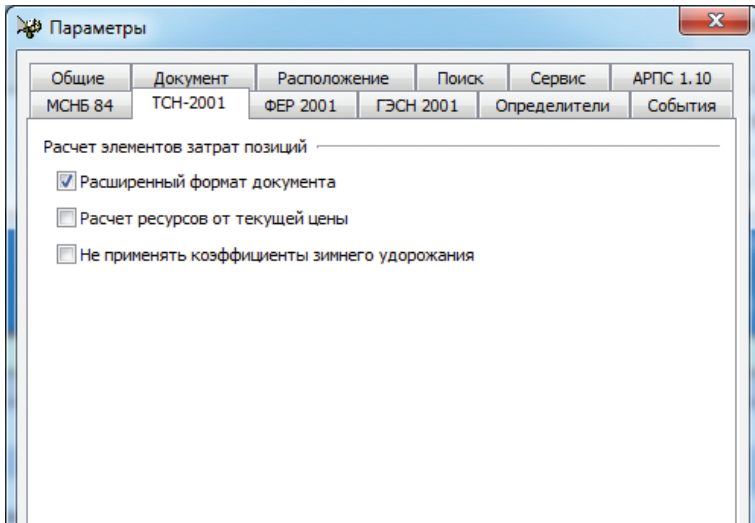 Параметры
Общие Документ Расположение Поиск Сервис АРПС 1.10
МСНБ 84 ТСН-2001 ФЕР 2001 ГЭСН 2001 Определители События
Расчет элементов затрат позиций
Расширенный формат документа
Расчет ресурсов от текущей цены
Не применять коэффициенты зимнего удорожания